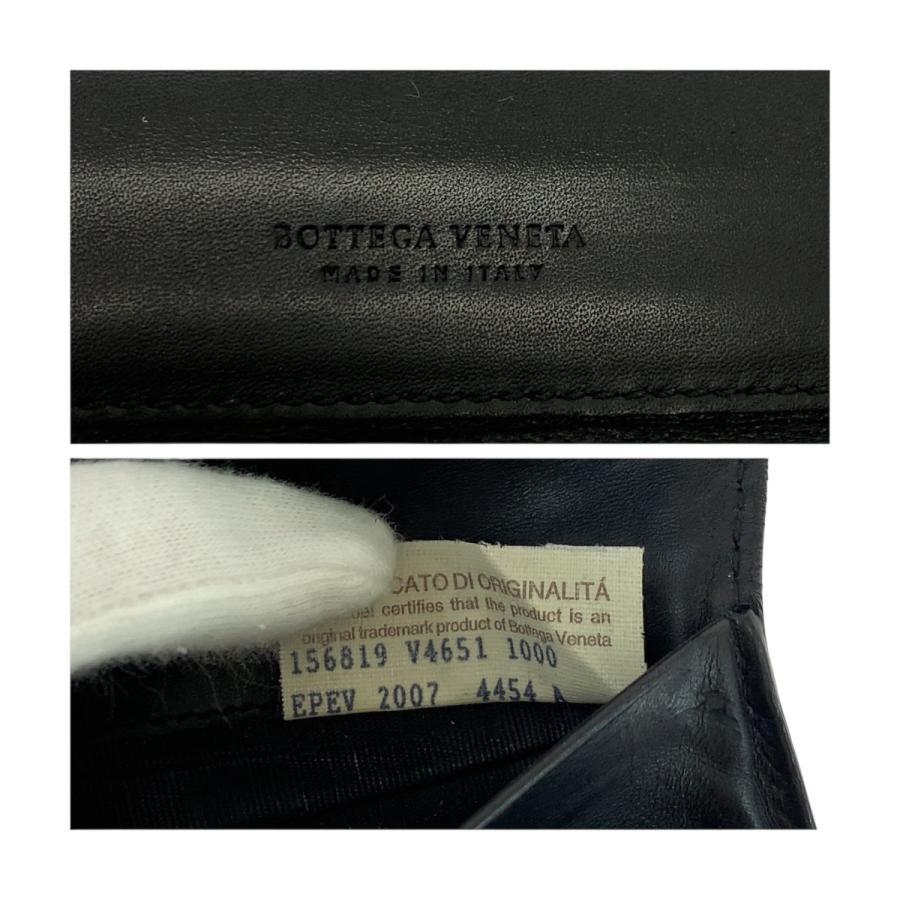 BOTTEGA VENETA
MADE IN ITALY
CATO DI ORIGINALITÁ
certifies that the product is an
original trademark product of Bottega Veneta
156819 V4651 1000
EPEV 2007 4454 A